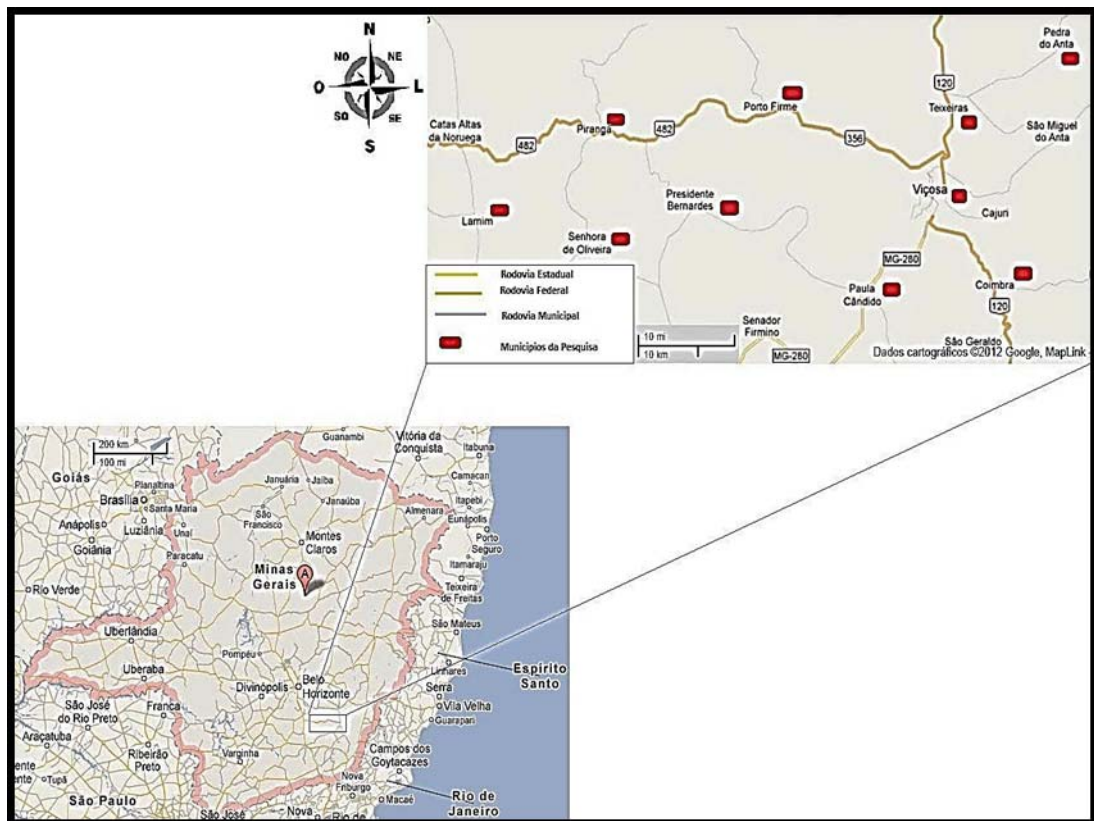 N
NO
NE
O
L
SO
SE
S
Pedra
do Anta
120
Teixeiras
Porto Firme
Catas Altas
da Noruega
Piranga
482
482
356
São Miguel
do Anta
Viçosa
Presidente
Bernardes
Cajuri
Lamim
Senhora
de Oliveira
MG-280
Paula
Cândido
Coimbra
120
Rodovia Estadual
Rodovia Federal
Rodovia Municipal
Municípios da Pesquisa
10 mi
10 km
Senador
Firmino
MG-280
São Geraldo
Dados cartográficos ©2012 Google, MapLink -
200 km
100 mi
Guanambi
Vitória da
Conquista
Itabuna
Goiás
Planaltina
Brasília
Santa Maria
Januária
Jaíba
Janaúba
Camacan
Itapebi
Almenara
Eunápolis
Anápolis
Luziânia
Unaí
São
Francisco
Goiânia
Paracatu
Montes
Claros
Porto
Seguro
Itamaraju
Minas
Gerais
A
Teixeira
de Freitas
Rio Verde
São Mateus
Uberlândia
Pompéu
Linhares
Espírito
Santo
Uberaba
Divinópolis
Belo
Horizonte
Serra
Vila Velha
Guarapari
São José
do Rio Preto
Franca
Araçatuba
Ribeirão
Preto
Varginha
Campos dos
Goytacazes
ente
nte
Tupã
Nova
Friburgo
Macaé
São Paulo
Rio de
Janeiro
São José
Nova
Rio de